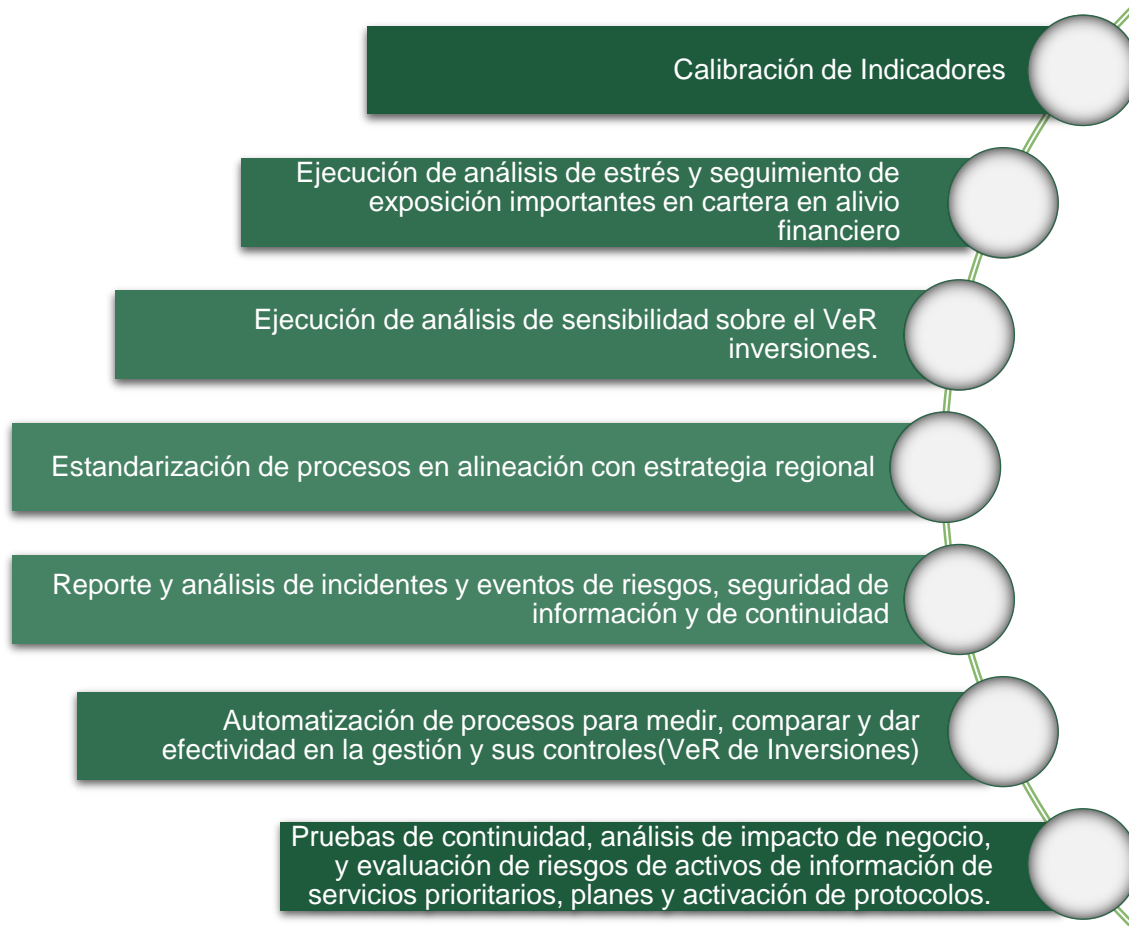 Calibración de Indicadores
Ejecución de análisis de estrés y seguimiento de
exposición importantes en cartera en alivio
financiero
Ejecución de análisis de sensibilidad sobre el VeR
inversiones.
Estandarización de procesos en alineación con estrategia regional
Reporte y análisis de incidentes y eventos de riesgos, seguridad de
información y de continuidad
Automatización de procesos para medir, comparar y dar
efectividad en la gestión y sus controles(VeR de Inversiones)
Pruebas de continuidad, análisis de impacto de negocio,
y evaluación de riesgos de activos de información de
servicios prioritarios, planes y activación de protocolos.